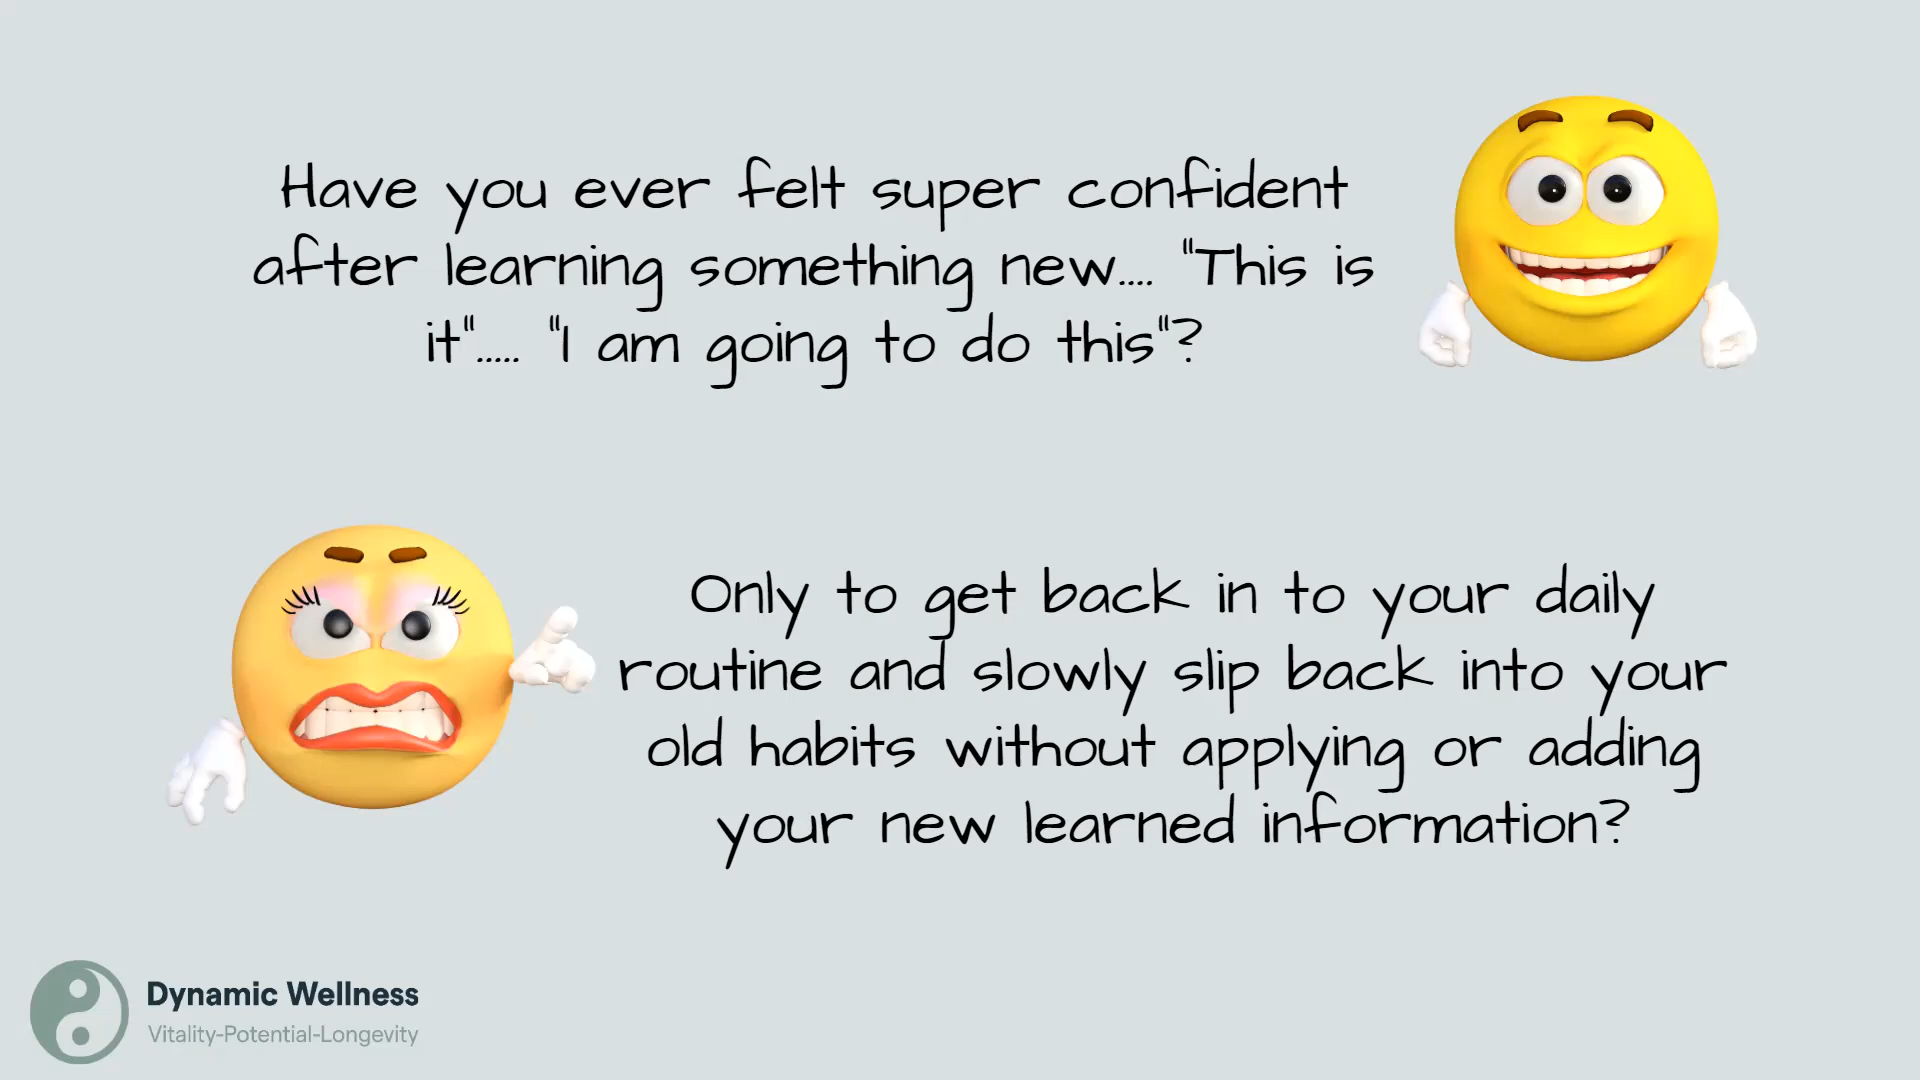 Have you ever felt super confident
after learning something new.... "This is
it"..... "I am going to do this"?
Only to get back in to your daily
routine and slowly slip back into your
old habits without applying or adding
your new learned information?
Dynamic Wellness
Vitality-Potential-Longevity